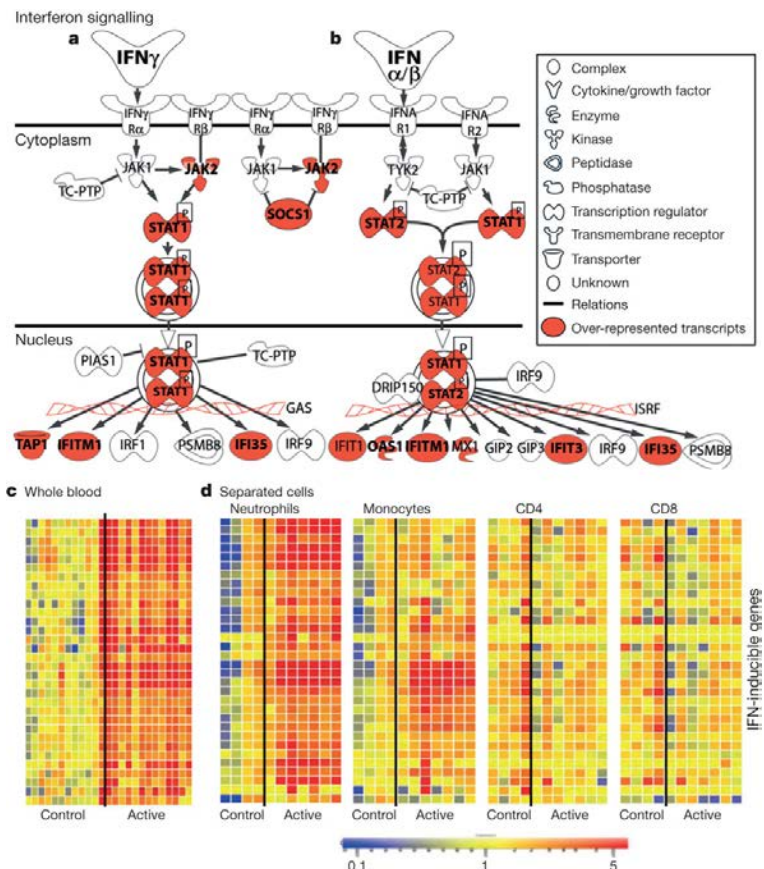 Interferon signalling
a
b
IFNγ
IFN
α/β
IFNγ
Rα
IFNγ
Rβ
IFNγ
Rα
IFNγ
Rβ
IFNA
R1
IFNA
R2
Cytoplasm
JAK1
JAK2
JAK1
JAK2
TYK2
JAK1
TC-PTP
TC-PTP
SOCS1
P
STAT1
P
STAT2
P
STAT1
P
STAT1
P
STAT1
P
STAT2
P
STAT1
Nucleus
P
PIAS1
STAT1
TC-PTP
P
STAT1
GAS
P
STAT1
IRF9
DRIP150
P
STAT2
ISRF
TAP1
IFITM1
IRF1
PSMB8
IFI35
IRF9
IFIT1
OAS1
IFITM1
MX1
GIP2
GIP3
IFIT3
IRF9
IFI35
PSMB8
Complex
Cytokine/growth factor
Enzyme
Kinase
Peptidase
Phosphatase
Transcription regulator
Transmembrane receptor
Transporter
Unknown
Relations
Over-represented transcripts
c Whole blood
d Separated cells
Neutrophils
Monocytes
CD4
CD8
IFN-inducible genes
Control
Active
Control
Active
Control
Active
Control
Active
Control
Active
0.1
1
5